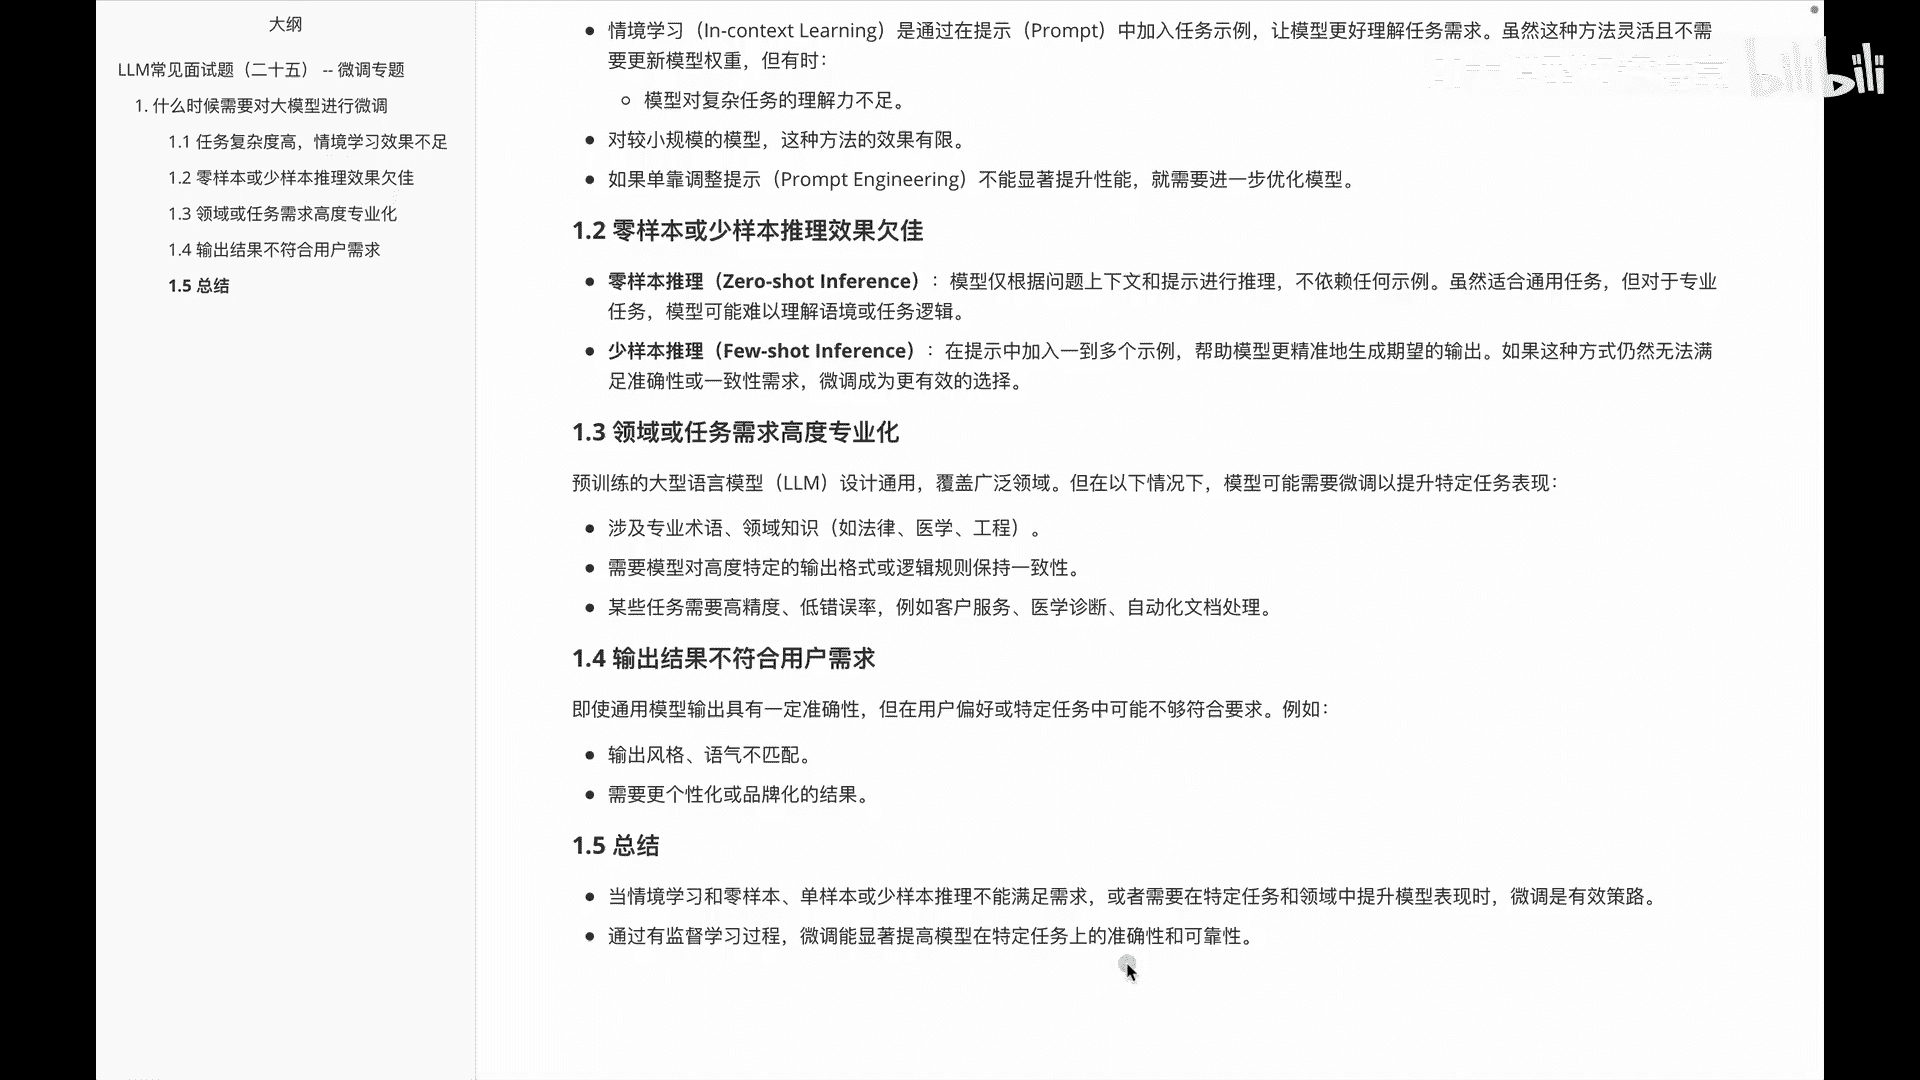 大纲
LLM常见面试题（二十五） -- 微调专题
1. 什么时候需要对大模型进行微调
1.1 任务复杂度高，情境学习效果不足
1.2 零样本或少样本推理效果欠佳
1.3 领域或任务需求高度专业化
1.4 输出结果不符合用户需求
1.5 总结
情境学习（In-context Learning）是通过在提示（Prompt）中加入任务示例，让模型更好理解任务需求。虽然这种方法灵活且不需
要更新模型权重，但有时：
模型对复杂任务的理解力不足。
对较小规模的模型，这种方法的效果有限。
如果单靠调整提示（Prompt Engineering）不能显著提升性能，就需要进一步优化模型。
1.2 零样本或少样本推理效果欠佳
零样本推理（Zero-shot Inference）：模型仅根据问题上下文和提示进行推理，不依赖任何示例。虽然适合通用任务，但对于专业
任务，模型可能难以理解语境或任务逻辑。
少样本推理（Few-shot Inference）：在提示中加入一到多个示例，帮助模型更精准地生成期望的输出。如果这种方式仍然无法满
足准确性或一致性需求，微调成为更有效的选择。
1.3 领域或任务需求高度专业化
预训练的大型语言模型（LLM）设计通用，覆盖广泛领域。但在以下情况下，模型可能需要微调以提升特定任务表现：
涉及专业术语、领域知识（如法律、医学、工程）。
需要模型对高度特定的输出格式或逻辑规则保持一致性。
某些任务需要高精度、低错误率，例如客户服务、医学诊断、自动化文档处理。
1.4 输出结果不符合用户需求
即使通用模型输出具有一定准确性，但在用户偏好或特定任务中可能不够符合要求。例如：
输出风格、语气不匹配。
需要更个性化或品牌化的结果。
1.5 总结
当情境学习和零样本、单样本或少样本推理不能满足需求，或者需要在特定任务和领域中提升模型表现时，微调是有效策略。
通过有监督学习过程，微调能显著提高模型在特定任务上的准确性和可靠性。
bilibili